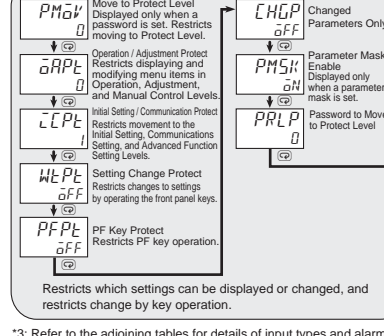 PMōV
0
Move to Protect Level
Displayed only when a
password is set. Restricts
moving to Protect Level.
ōAPt
0
Operation / Adjustment Protect
Restricts displaying and
modifying menu items in
Operation, Adjustment,
and Manual Control Levels.
ICPt
1
Initial Setting / Communication Protect
Restricts movement to the
Initial Setting, Communications
Setting, and Advanced Function
Setting Levels.
WtPt
ōFF
Setting Change Protect
Restricts changes to settings
by operating the front panel keys.
PFPt
ōFF
PF Key Protect
Restricts PF key operation.
CHGP
ōFF
Changed
Parameters Only
PMSK
ōN
Parameter Mask
Enable
Displayed only
when a parameter
mask is set.
PRLP
0
Password to Move
to Protect Level
Restricts which settings can be displayed or changed, and
restricts change by key operation.
*3: Refer to the adjoining tables for details of input types and alarm